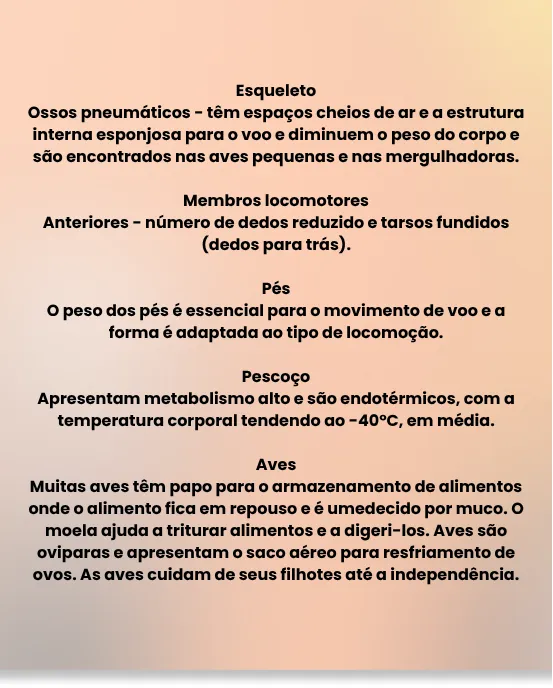 Esqueleto
Ossos pneumáticos - têm espaços cheios de ar e a estrutura
interna esponjosa para o voo e diminuem o peso do corpo e
são encontrados nas aves pequenas e nas mergulhadoras.
Membros locomotores
Anteriores - número de dedos reduzido e tarsos fundidos
(dedos para trás).
Pés
O peso dos pés é essencial para o movimento de voo e a
forma é adaptada ao tipo de locomoção.
Pescoço
Apresentam metabolismo alto e são endotérmicos, com a
temperatura corporal tendendo ao -40°C, em média.
Aves
Muitas aves têm papo para o armazenamento de alimentos
onde o alimento fica em repouso e é umedecido por muco. O
moela ajuda a triturar alimentos e a digeri-los. Aves são
oviparas e apresentam o saco aéreo para resfriamento de
ovos. As aves cuidam de seus filhotes até a independência.